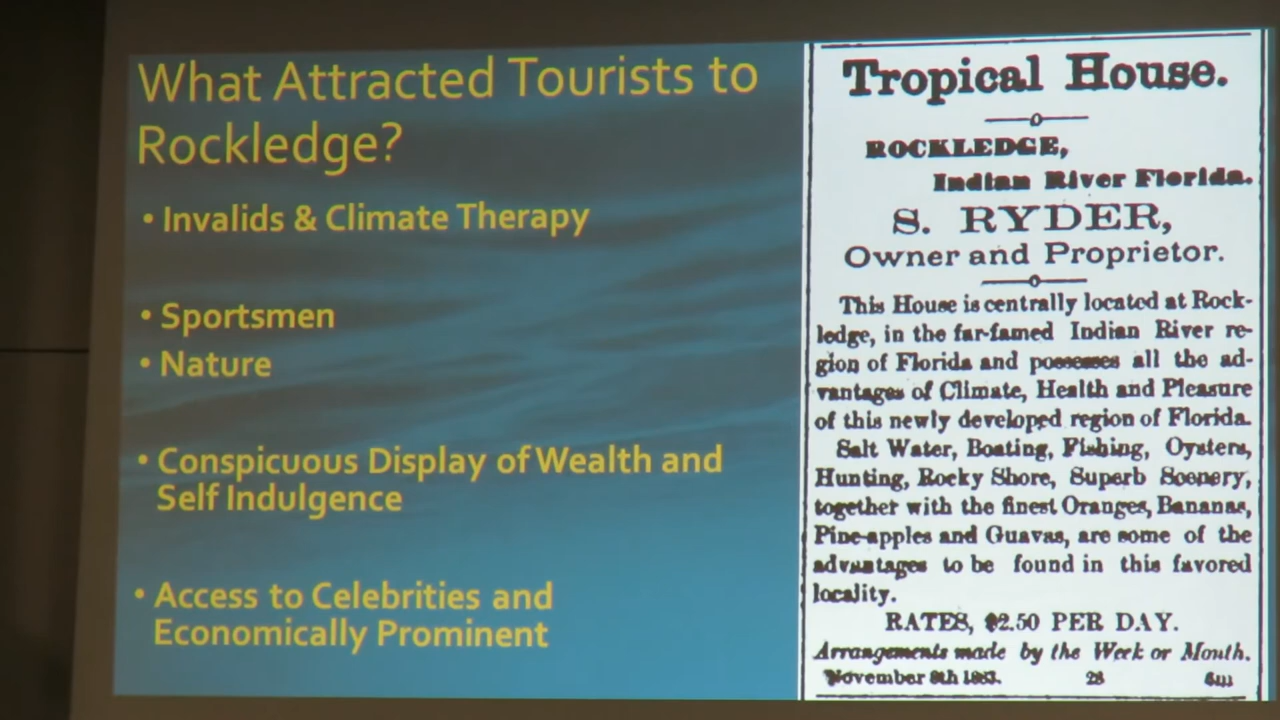 What Attracted Tourists to
Rockledge?
• Invalids & Climate Therapy
• Sportsmen
• Nature
• Conspicuous Display of Wealth and
Self Indulgence
• Access to Celebrities and
Economically Prominent
Tropical House.
ROCKLEDGE,
Indian River Florida.
S. RYDER,
Owner and Proprietor.
This House is centrally located at Rock-
ledge, in the far-famed Indian River re-
gion of Florida and possesses all the ad-
vantages of Climate, Health and Pleasure
of this newly developed region of Florida.
Salt Water, Boating, Fishing, Oysters,
Hunting, Rocky Shore, Superb Scenery,
together with the finest Oranges, Bananas,
Pine-apples and Guavas, are some of the
advantages to be found in this favored
locality.
RATES, $2.50 PER DAY.
Arrangements made by the Week or Month.
November 8th 1883. 6m